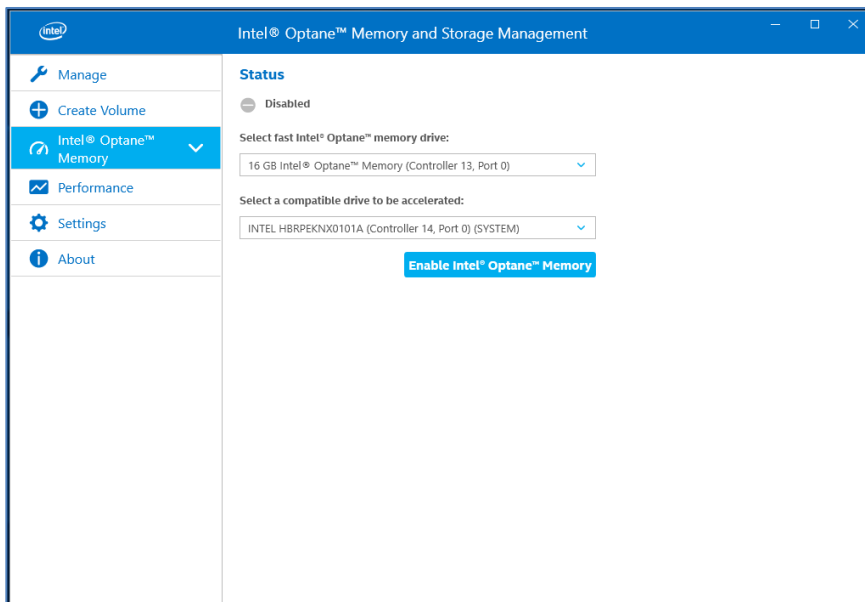 intel
Intel® Optane™ Memory and Storage Management
Manage
Create Volume
Intel® Optane™
Memory
Performance
Settings
About
Status
Disabled
Select fast Intel® Optane™ memory drive:
16 GB Intel® Optane™ Memory (Controller 13, Port 0)
Select a compatible drive to be accelerated:
INTEL HBRPEKNX0101A (Controller 14, Port 0) (SYSTEM)
Enable Intel® Optane™ Memory